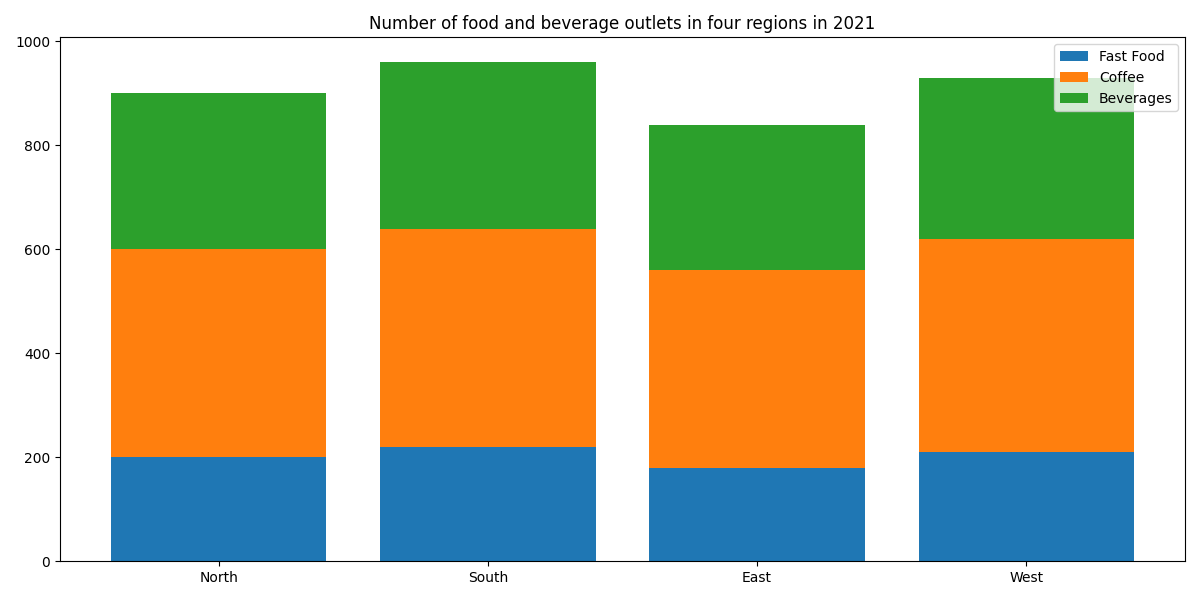 Number of food and beverage outlets in four regions in 2021
1000
800
600
400
200
0
Fast Food
Coffee
Beverages
North South East West